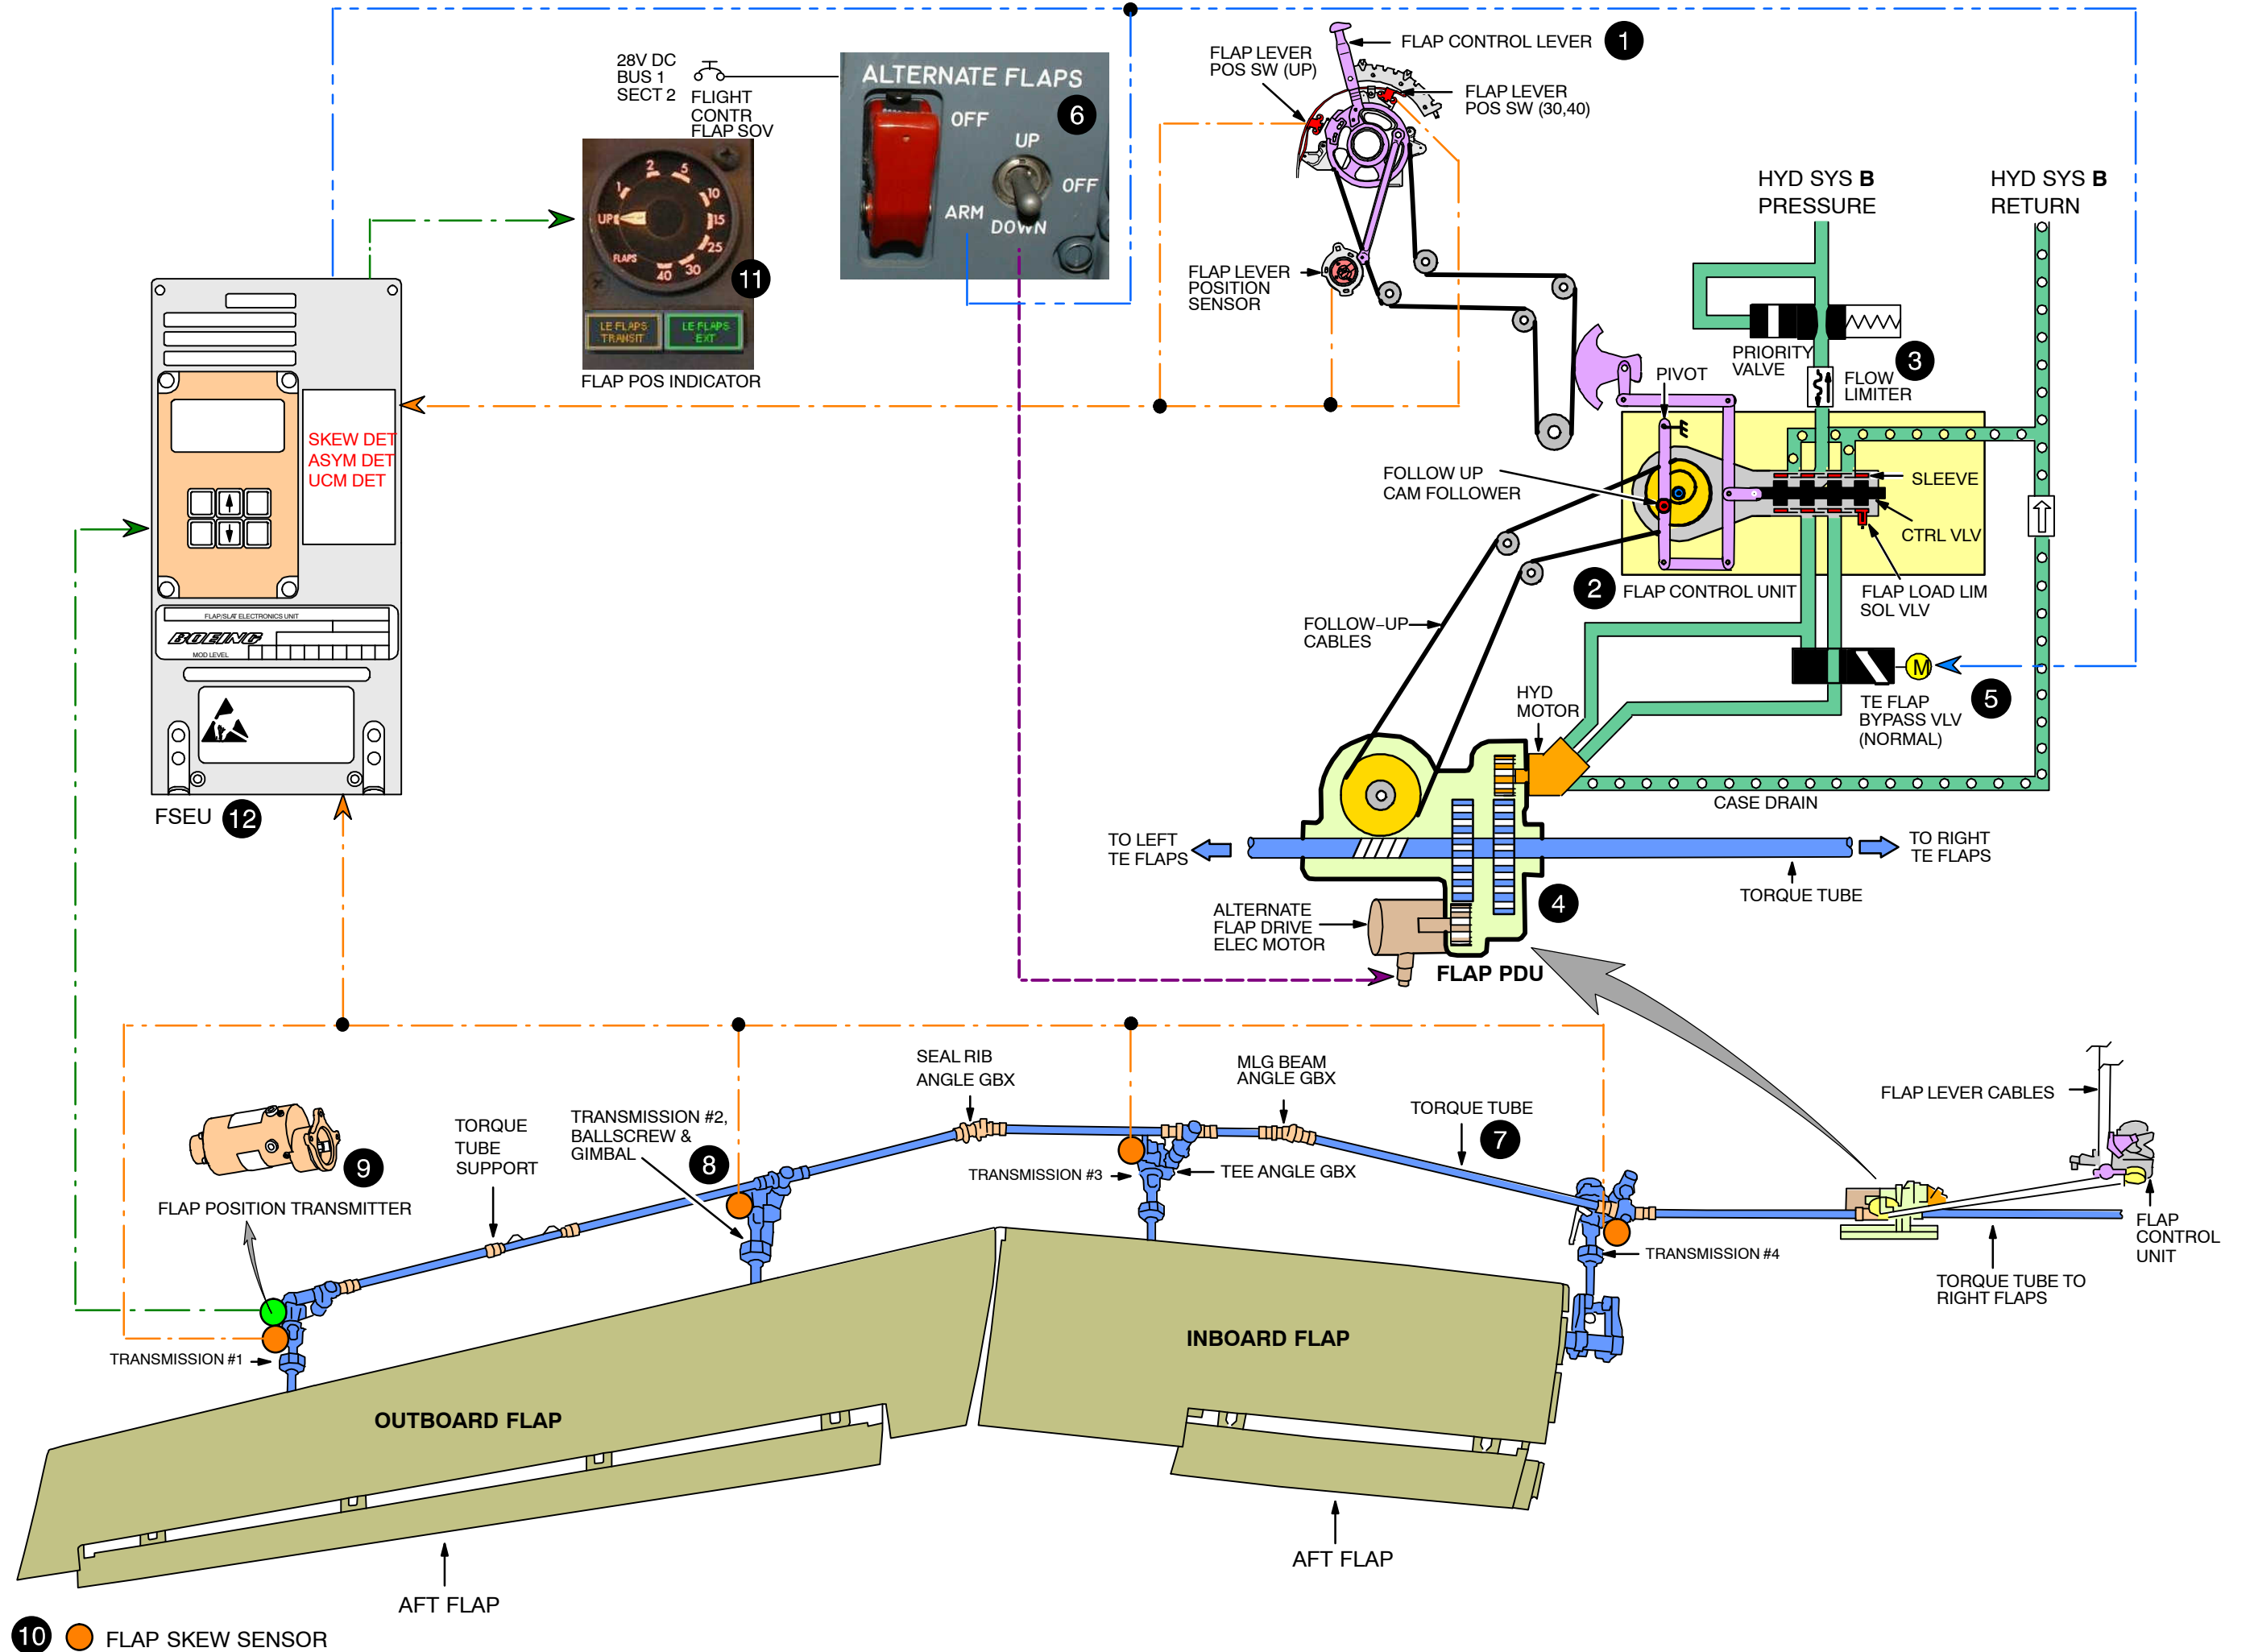 28V DC
BUS 1
SECT 2
FLIGHT
CONTR
FLAP SOV
ALTERNATE FLAPS
OFF
6
UP
OFF
ARM
DOWN
1
2
5
10
15
25
30
40
UP
FLAPS
11
LE FLAPS
TRANSIT
LE FLAPS
EXT
FLAP POS INDICATOR
FLAP LEVER
POS SW (UP)
FLAP CONTROL LEVER
1
FLAP LEVER
POS SW (30,40)
FLAP LEVER
POSITION
SENSOR
HYD SYS B
PRESSURE
HYD SYS B
RETURN
PRIORITY
VALVE
3
FLOW
LIMITER
PIVOT
SKEW DET
ASYM DET
UCM DET
FOLLOW UP
CAM FOLLOWER
SLEEVE
CTRL VLV
2
FLAP CONTROL UNIT
FLAP LOAD LIM
SOL VLV
FLAP/SLAT ELECTRONICS UNIT
BOEING
MOD LEVEL
FOLLOW-UP
CABLES
M
5
TE FLAP
BYPASS VLV
(NORMAL)
HYD
MOTOR
CASE DRAIN
FSEU
12
TO LEFT
TE FLAPS
TO RIGHT
TE FLAPS
TORQUE TUBE
4
ALTERNATE
FLAP DRIVE
ELEC MOTOR
FLAP PDU
SEAL RIB
ANGLE GBX
MLG BEAM
ANGLE GBX
TORQUE TUBE
7
FLAP LEVER CABLES
TORQUE
TUBE
SUPPORT
TRANSMISSION #2,
BALLSCREW &
GIMBAL
8
9
FLAP POSITION TRANSMITTER
TRANSMISSION #3
TEE ANGLE GBX
TRANSMISSION #4
FLAP
CONTROL
UNIT
TORQUE TUBE TO
RIGHT FLAPS
TRANSMISSION #1
INBOARD FLAP
OUTBOARD FLAP
AFT FLAP
AFT FLAP
10
FLAP SKEW SENSOR